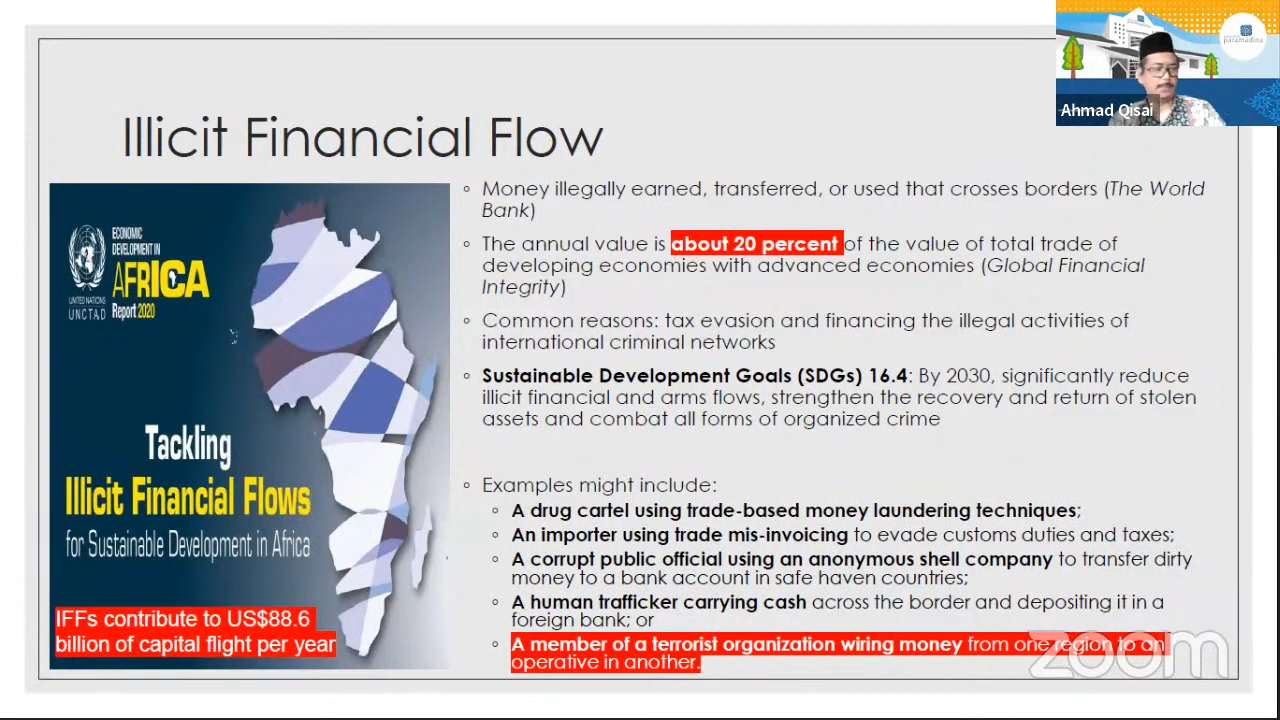 paramadina
Ahmad Qisai
Illicit Financial Flow
◦ Money illegally earned, transferred, or used that crosses borders (The World
Bank)
◦ The annual value is about 20 percent of the value of total trade of
developing economies with advanced economies (Global Financial
Integrity)
◦ Common reasons: tax evasion and financing the illegal activities of
international criminal networks
◦ Sustainable Development Goals (SDGs) 16.4: By 2030, significantly reduce
illicit financial and arms flows, strengthen the recovery and return of stolen
assets and combat all forms of organized crime
◦ Examples might include:
◦ A drug cartel using trade-based money laundering techniques;
◦ An importer using trade mis-invoicing to evade customs duties and taxes;
◦ A corrupt public official using an anonymous shell company to transfer dirty
money to a bank account in safe haven countries;
◦ A human trafficker carrying cash across the border and depositing it in a
foreign bank; or
◦ A member of a terrorist organization wiring money from one region to an
operative in another.
ECONOMIC
DEVELOPMENT IN
AFRICA
Report 2020
UNITED NATIONS
UNCTAD
Tackling
Illicit Financial Flows
for Sustainable Development in Africa
IFFs contribute to US$88.6
billion of capital flight per year
zoom